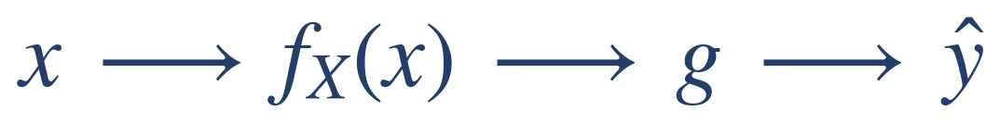 x ⟶ f_X(x) ⟶ g ⟶ ŷ